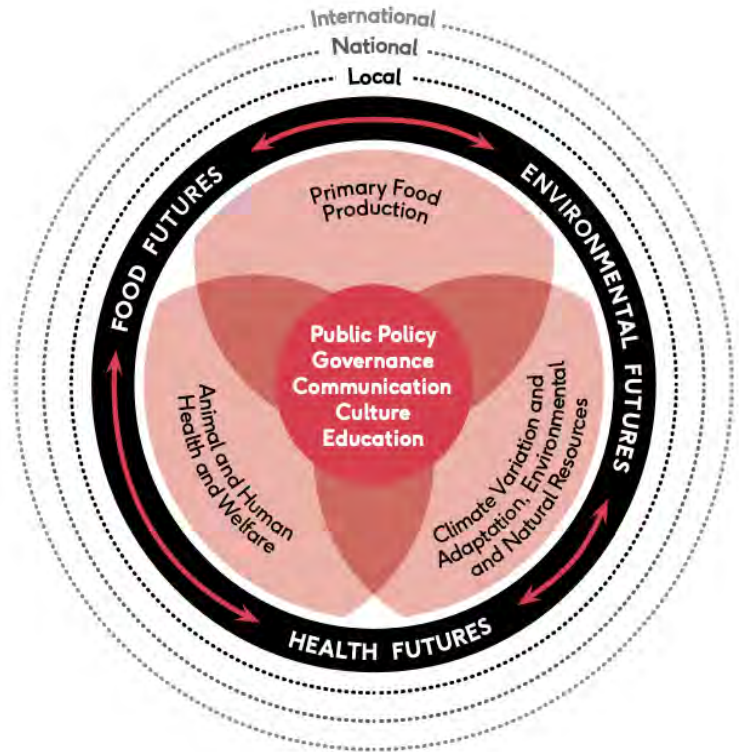 International
National
Local
FOOD FUTURES
ENVIRONMENTAL FUTURES
Primary Food
Production
Public Policy
Governance
Communication
Culture
Education
Animal and Human
Health and Welfare
Climate Variation and
Adaptation, Environmental
and Natural Resources
HEALTH FUTURES